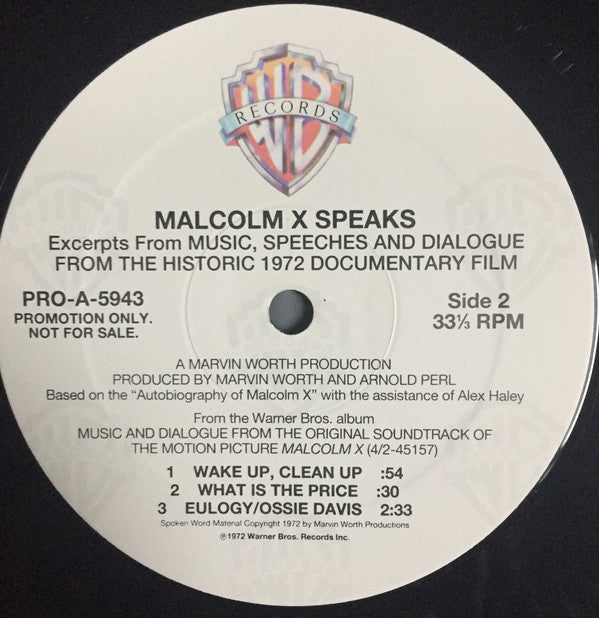 WB
RECORDS
MALCOLM X SPEAKS
Excerpts From MUSIC, SPEECHES AND DIALOGUE
FROM THE HISTORIC 1972 DOCUMENTARY FILM
PRO-A-5943
PROMOTION ONLY.
NOT FOR SALE.
Side 2
33⅓ RPM
A MARVIN WORTH PRODUCTION
PRODUCED BY MARVIN WORTH AND ARNOLD PERL
Based on the "Autobiography of Malcolm X" with the assistance of Alex Haley
From the Warner Bros. album
MUSIC AND DIALOGUE FROM THE ORIGINAL SOUNDTRACK OF
THE MOTION PICTURE MALCOLM X (4/2-45157)
1 WAKE UP, CLEAN UP :54
2 WHAT IS THE PRICE :30
3 EULOGY/OSSIE DAVIS 2:33
Spoken Word Material Copyright 1972 by Marvin Worth Productions
℗1972 Warner Bros. Records Inc.